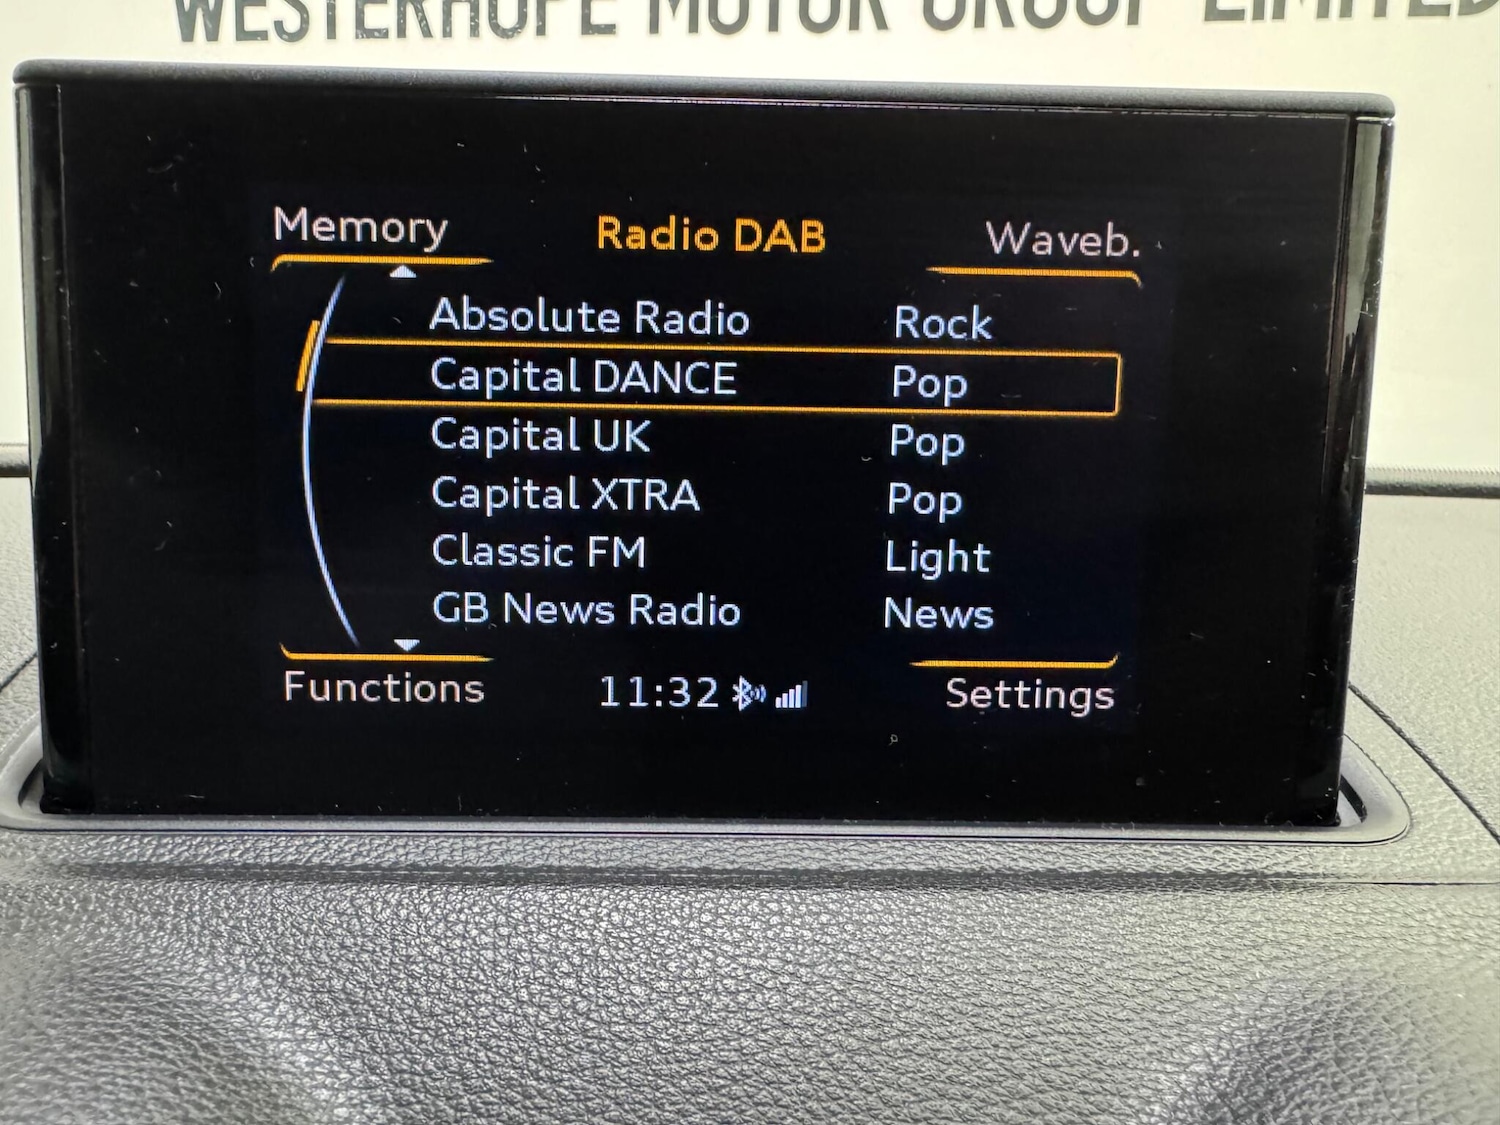 WESTERHOPE MOTOR GROUP LIMITED
Memory Radio DAB Waveb.
Absolute Radio Rock
Capital DANCE Pop
Capital UK Pop
Capital XTRA Pop
Classic FM Light
GB News Radio News
Functions 11:32 Settings